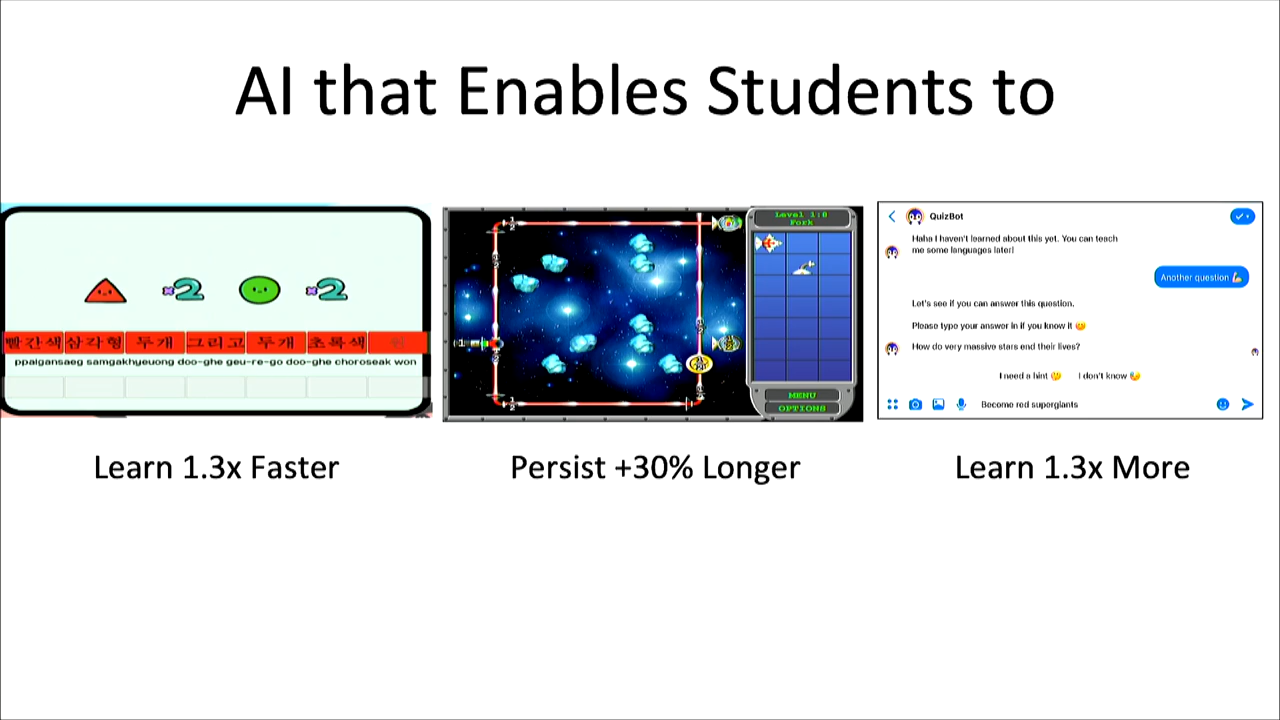 AI that Enables Students to
×2
×2
빨간색 삼각형 두개 그리고 두개 초록색 원
ppalgansaeg samgakhyeuong doo-ghe geu-re-go doo-ghe choroseak won
Level 1:8
Fork
MENU
OPTIONS
QuizBot
Haha I haven't learned about this yet. You can teach
me some languages later!
Another question 💪
Let's see if you can answer this question.
Please type your answer in if you know it 😊
How do very massive stars end their lives?
I need a hint 🤔 I don't know 😓
Become red supergiants
Learn 1.3x Faster
Persist +30% Longer
Learn 1.3x More